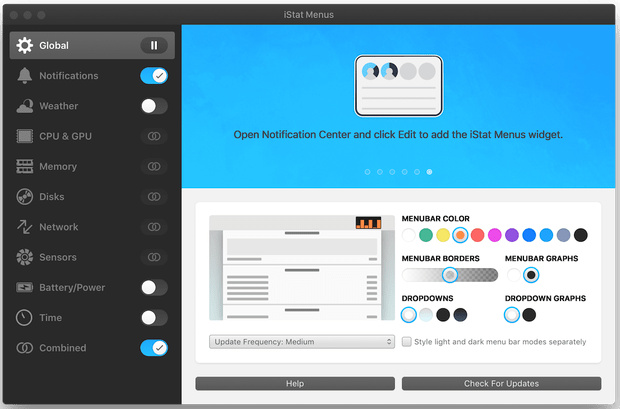 iStat Menus
Global
Notifications
Weather
CPU & GPU
Memory
Disks
Network
Sensors
Battery/Power
Time
Combined
Open Notification Center and click Edit to add the iStat Menus widget.
MENUBAR COLOR
MENUBAR BORDERS
MENUBAR GRAPHS
DROPDOWNS
DROPDOWN GRAPHS
Update Frequency: Medium
Style light and dark menu bar modes separately
Help
Check For Updates